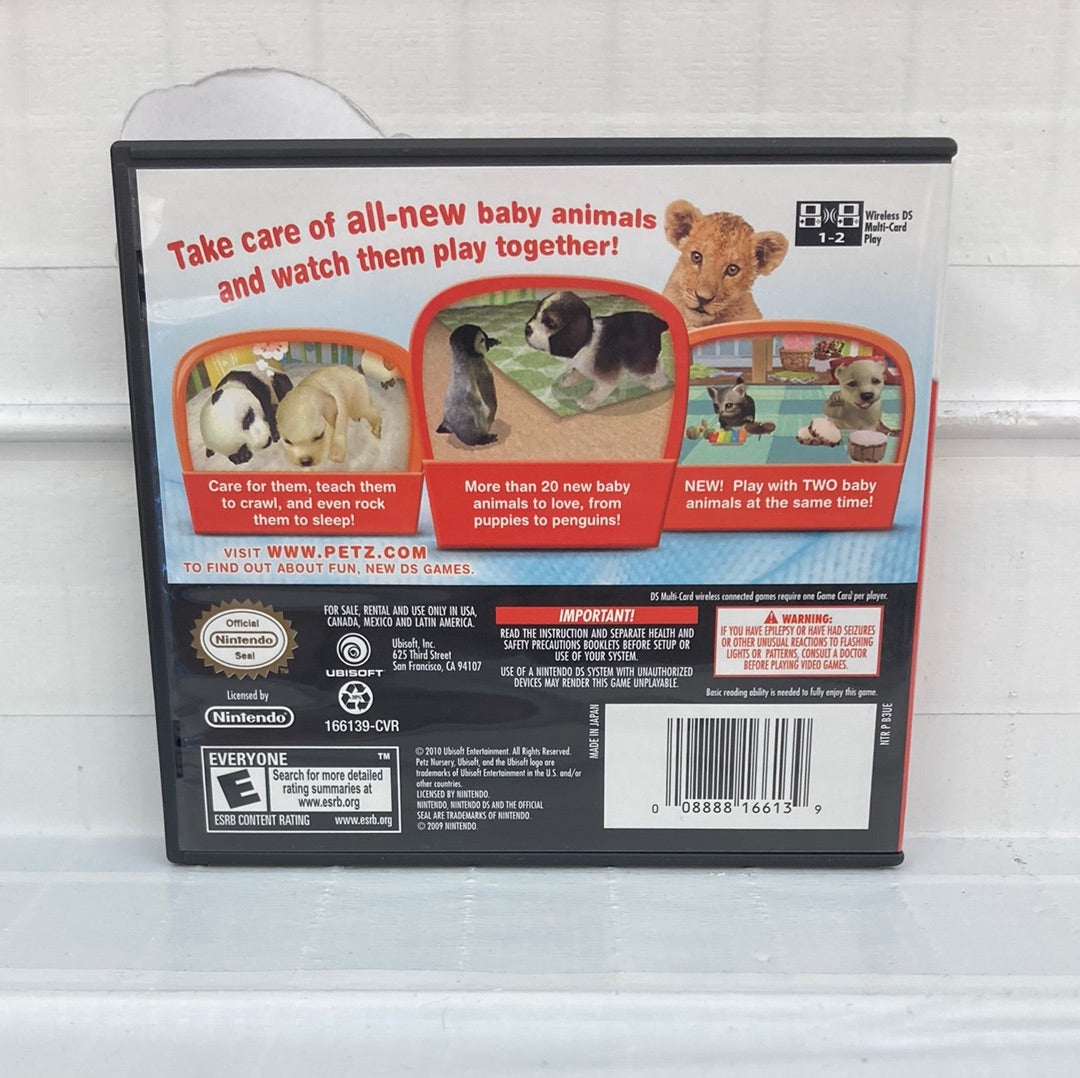 Take care of all-new baby animals
and watch them play together!
1-2
Wireless DS
Multi-Card
Play
Care for them, teach them
to crawl, and even rock
them to sleep!
More than 20 new baby
animals to love, from
puppies to penguins!
NEW! Play with TWO baby
animals at the same time!
VISIT WWW.PETZ.COM
TO FIND OUT ABOUT FUN, NEW DS GAMES.
DS Multi-Card wireless connected games require one Game Card per player.
Official
Nintendo
Seal
Licensed by
Nintendo
FOR SALE, RENTAL AND USE ONLY IN USA,
CANADA, MEXICO AND LATIN AMERICA.
UBISOFT
Ubisoft, Inc.
625 Third Street
San Francisco, CA 94107
166139-CVR
IMPORTANT!
READ THE INSTRUCTION AND SEPARATE HEALTH AND
SAFETY PRECAUTIONS BOOKLETS BEFORE SETUP OR
USE OF YOUR SYSTEM.
USE OF A NINTENDO DS SYSTEM WITH UNAUTHORIZED
DEVICES MAY RENDER THIS GAME UNPLAYABLE.
WARNING:
IF YOU HAVE EPILEPSY OR HAVE HAD SEIZURES
OR OTHER UNUSUAL REACTIONS TO FLASHING
LIGHTS OR PATTERNS, CONSULT A DOCTOR
BEFORE PLAYING VIDEO GAMES.
Basic reading ability is needed to fully enjoy this game.
EVERYONE
TM
E
Search for more detailed
rating summaries at
www.esrb.org
ESRB CONTENT RATING www.esrb.org
© 2010 Ubisoft Entertainment. All Rights Reserved.
Petz Nursery, Ubisoft, and the Ubisoft logo are
trademarks of Ubisoft Entertainment in the U.S. and/or
other countries.
LICENSED BY NINTENDO.
NINTENDO, NINTENDO DS AND THE OFFICIAL
SEAL ARE TRADEMARKS OF NINTENDO.
© 2009 NINTENDO.
MADE IN JAPAN
0 08888 16613 9
NTR P B3UE